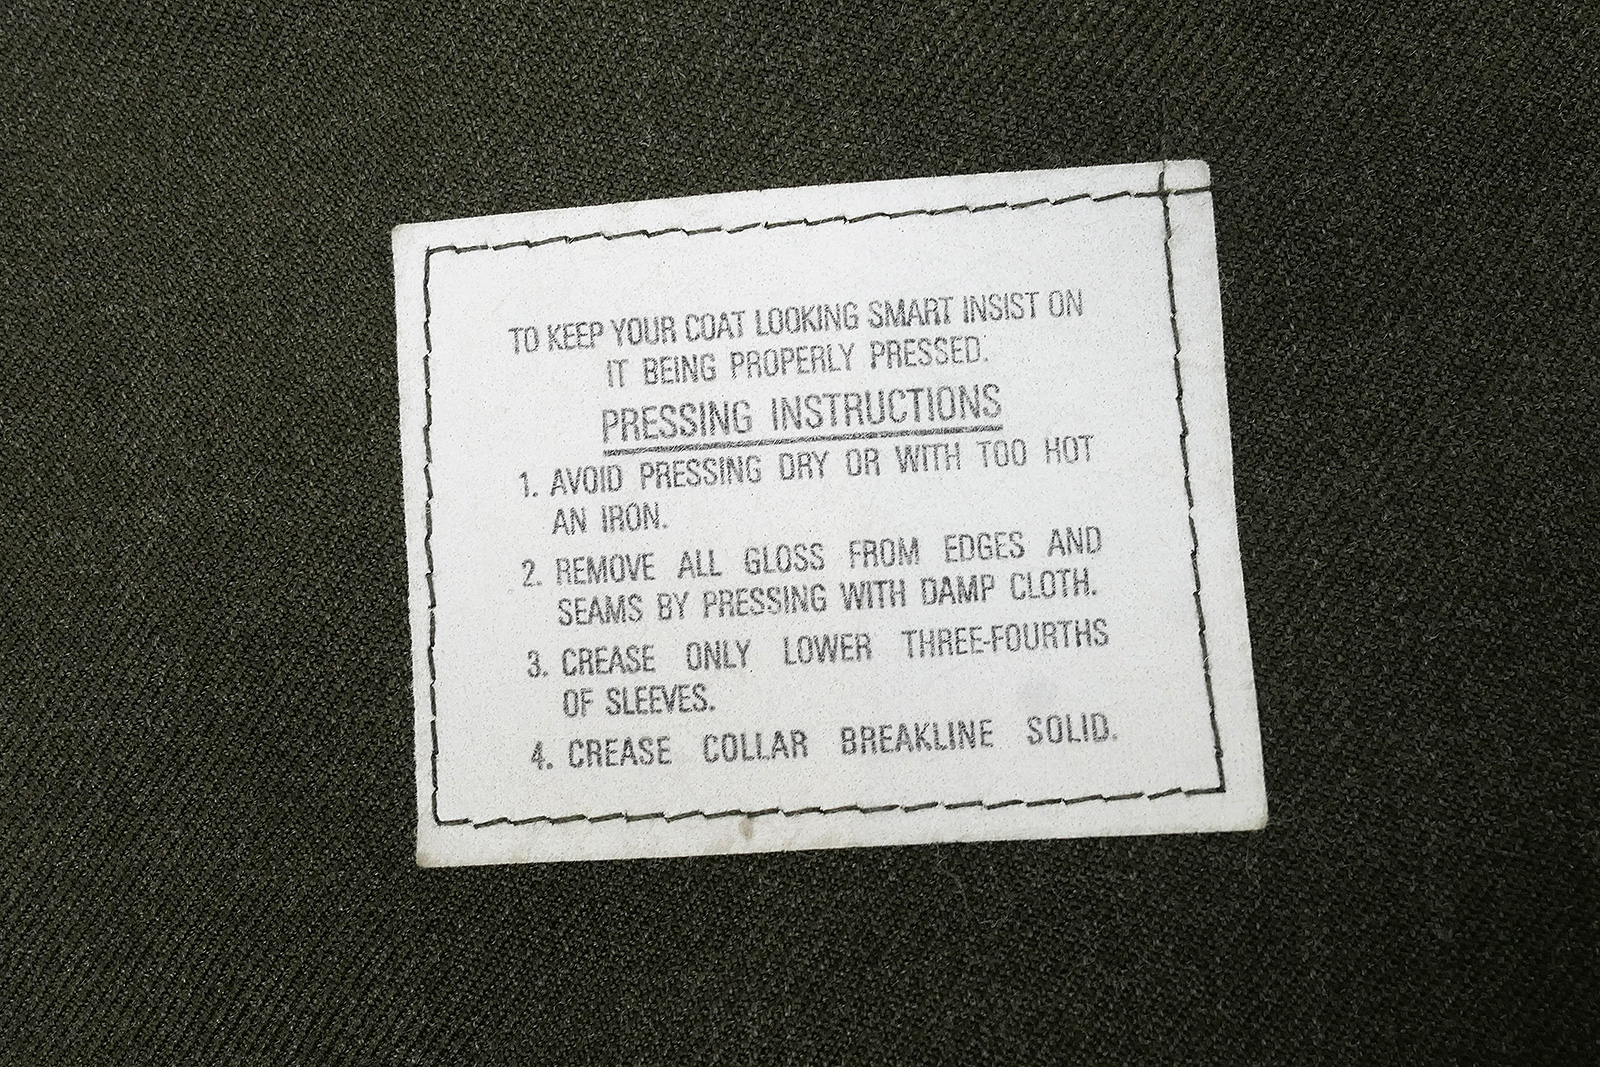 TO KEEP YOUR COAT LOOKING SMART INSIST ON
IT BEING PROPERLY PRESSED.
PRESSING INSTRUCTIONS
1. AVOID PRESSING DRY OR WITH TOO HOT
AN IRON.
2. REMOVE ALL GLOSS FROM EDGES AND
SEAMS BY PRESSING WITH DAMP CLOTH.
3. CREASE ONLY LOWER THREE-FOURTHS
OF SLEEVES.
4. CREASE COLLAR BREAKLINE SOLID.